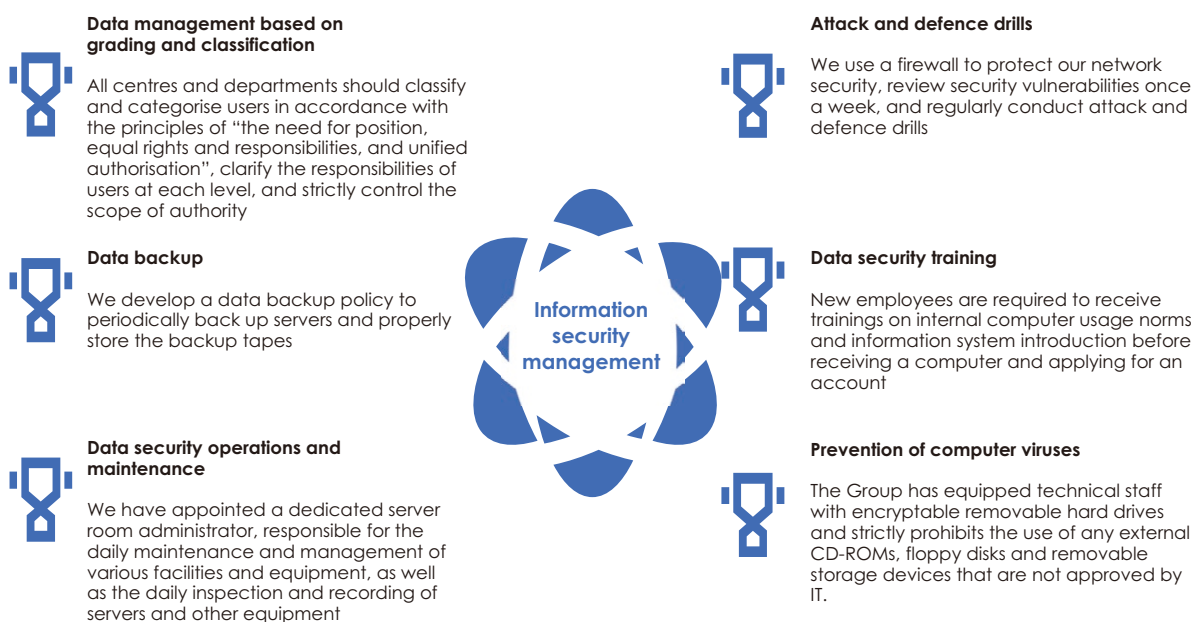 Data management based on
grading and classification
All centres and departments should classify
and categorise users in accordance with
the principles of “the need for position,
equal rights and responsibilities, and unified
authorisation”, clarify the responsibilities of
users at each level, and strictly control the
scope of authority
Data backup
We develop a data backup policy to
periodically back up servers and properly
store the backup tapes
Data security operations and
maintenance
We have appointed a dedicated server
room administrator, responsible for the
daily maintenance and management of
various facilities and equipment, as well
as the daily inspection and recording of
servers and other equipment
Information
security
management
Attack and defence drills
We use a firewall to protect our network
security, review security vulnerabilities once
a week, and regularly conduct attack and
defence drills
Data security training
New employees are required to receive
trainings on internal computer usage norms
and information system introduction before
receiving a computer and applying for an
account
Prevention of computer viruses
The Group has equipped technical staff
with encryptable removable hard drives
and strictly prohibits the use of any external
CD-ROMs, floppy disks and removable
storage devices that are not approved by
IT.